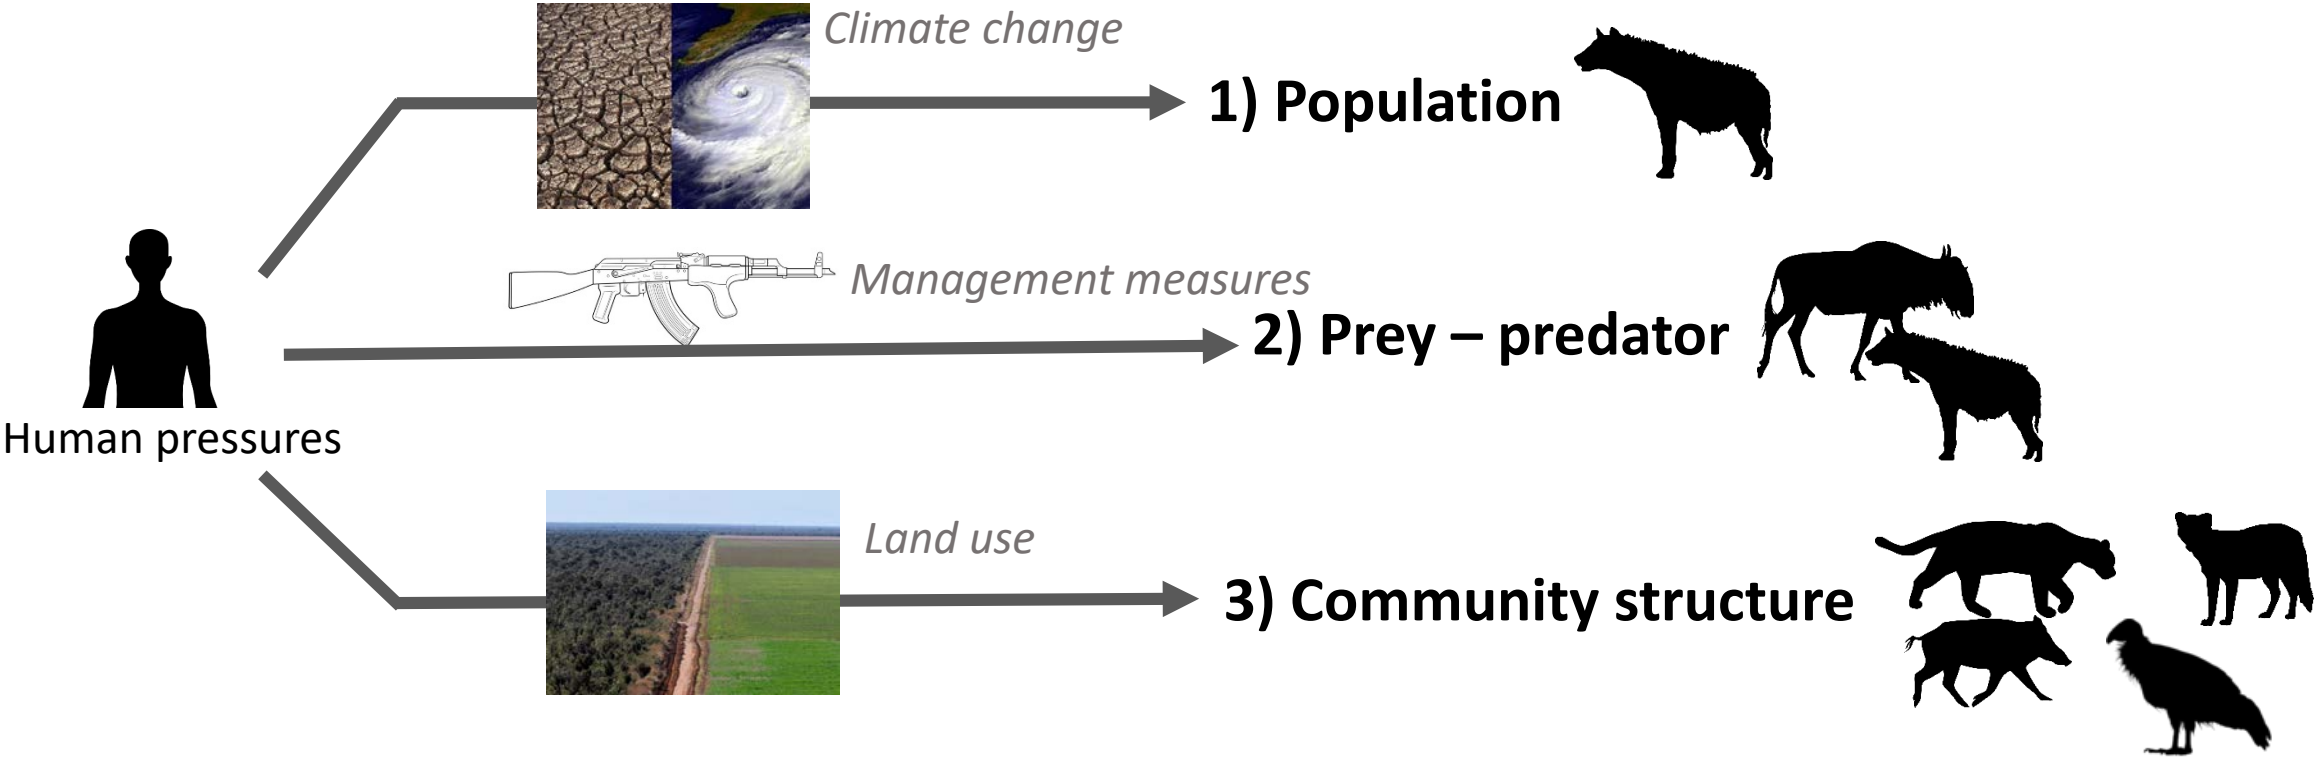 Climate change
1) Population
Management measures
2) Prey – predator
Human pressures
Land use
3) Community structure